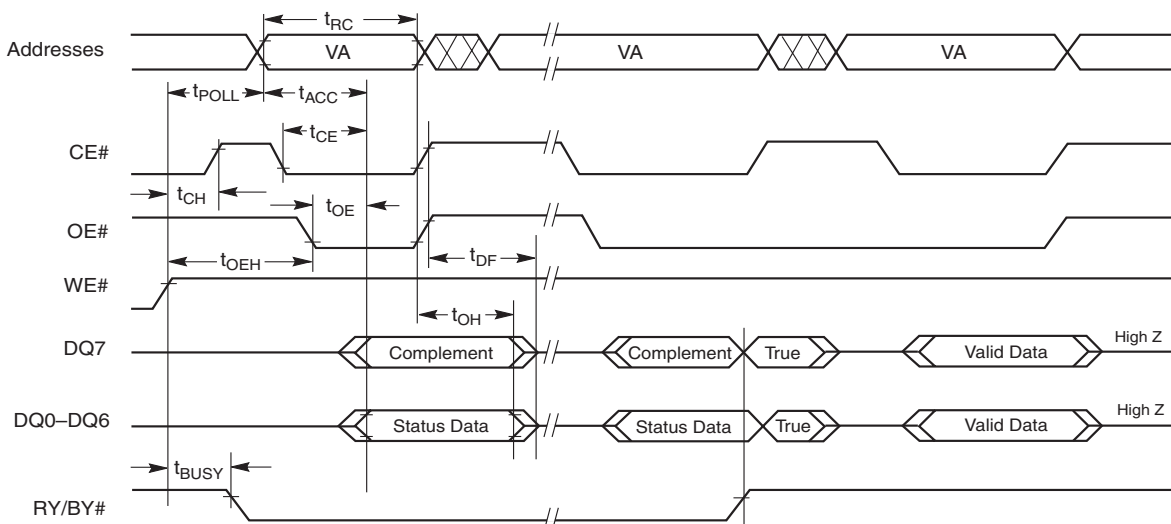 tRC
Addresses VA VA VA
tPOLL tACC
tCE
CE#
tCH tOE
OE#
tOEH tDF
WE#
tOH
DQ7 Complement Complement True Valid Data High Z
DQ0–DQ6 Status Data Status Data True Valid Data High Z
tBUSY
RY/BY#